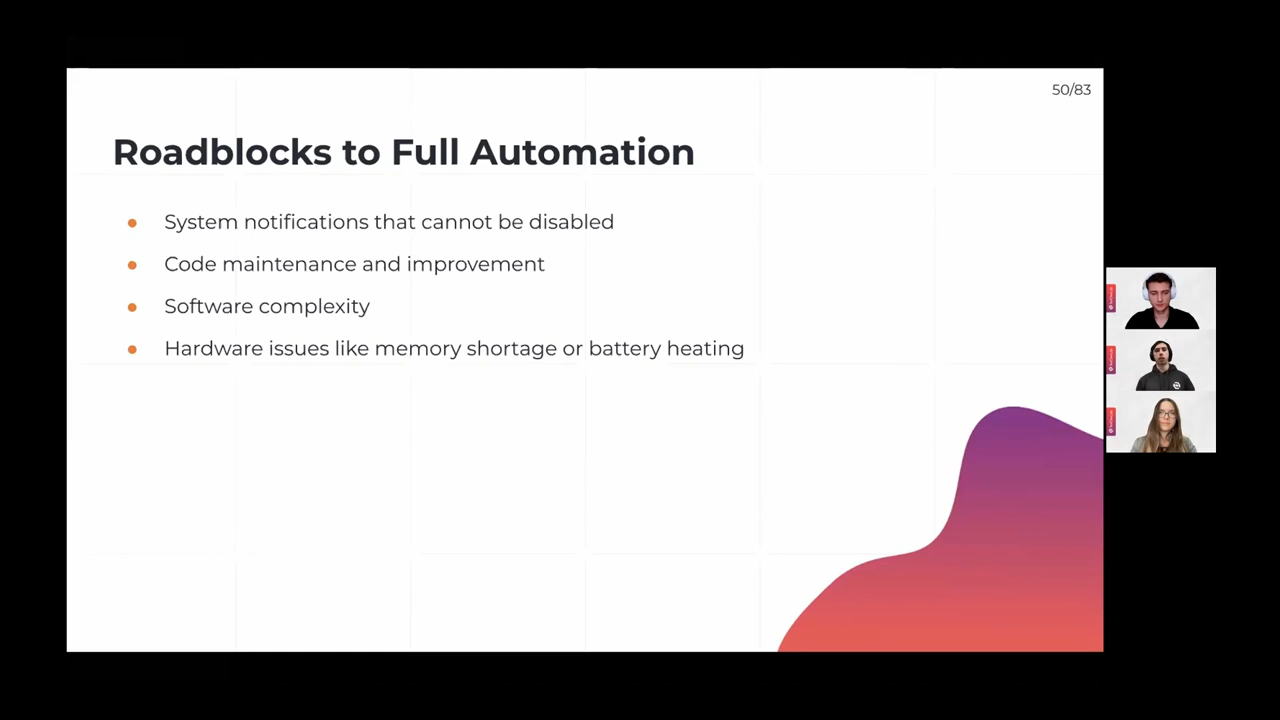 50/83
Roadblocks to Full Automation
● System notifications that cannot be disabled
● Code maintenance and improvement
● Software complexity
● Hardware issues like memory shortage or battery heating